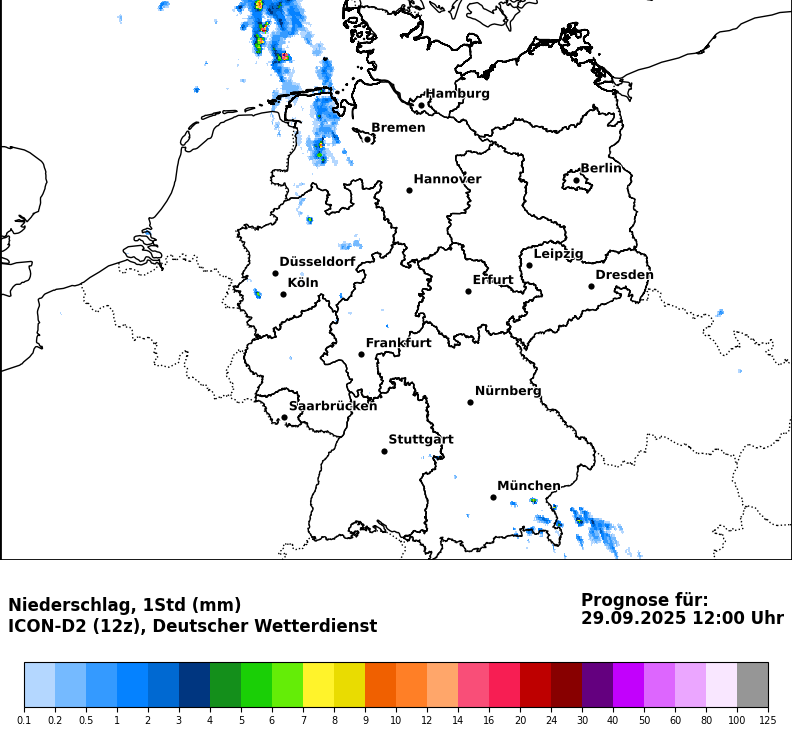 Hamburg
Bremen
Berlin
Hannover
Leipzig
Düsseldorf
Dresden
Köln
Erfurt
Frankfurt
Nürnberg
Saarbrücken
Stuttgart
München
Niederschlag, 1Std (mm)
ICON-D2 (12z), Deutscher Wetterdienst
Prognose für:
29.09.2025 12:00 Uhr
0.1 0.2 0.5 1 2 3 4 5 6 7 8 9 10 12 14 16 20 24 30 40 50 60 80 100 125